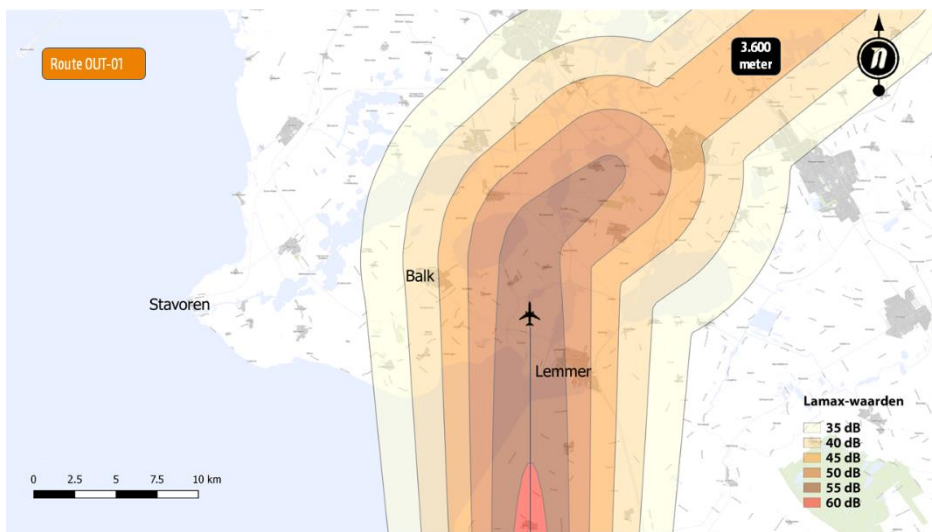 Route OUT-01
3.600
meter
n
Balk
Stavoren
Lemmer
Lamax-waarden
35 dB
40 dB
45 dB
50 dB
55 dB
60 dB
0 2.5 5 7.5 10 km